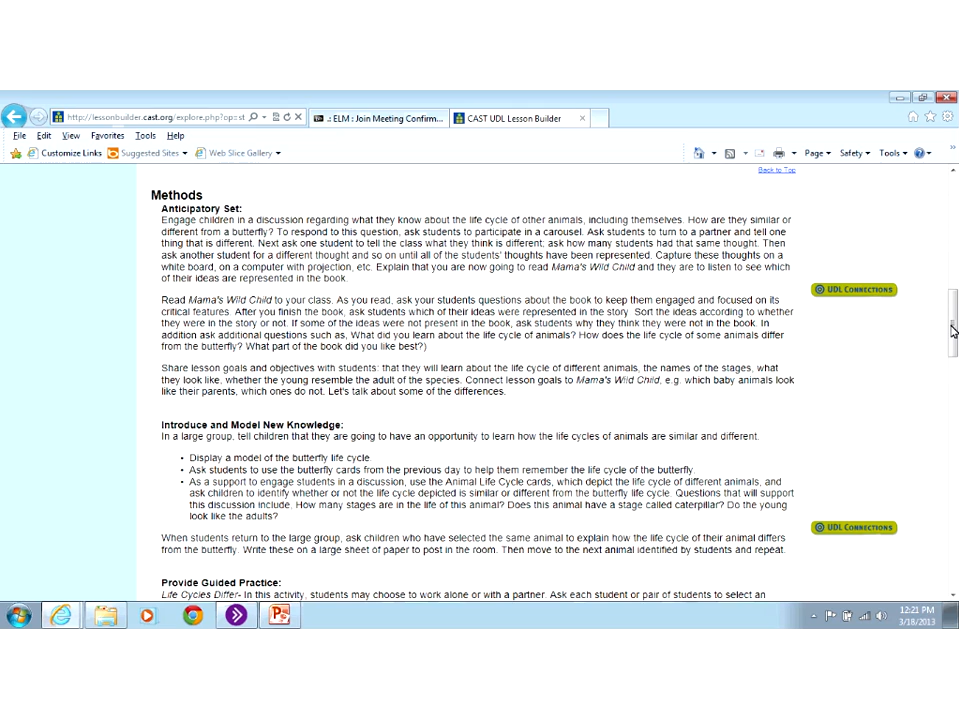 http://lessonbuilder.cast.org/explore.php?op=st
.: ELM : Join Meeting Confirm...
CAST UDL Lesson Builder
File Edit View Favorites Tools Help
Customize Links Suggested Sites Web Slice Gallery
Page Safety Tools
Back to Top
Methods
Anticipatory Set:
Engage children in a discussion regarding what they know about the life cycle of other animals, including themselves. How are they similar or
different from a butterfly? To respond to this question, ask students to participate in a carousel. Ask students to turn to a partner and tell one
thing that is different. Next ask one student to tell the class what they think is different; ask how many students had that same thought. Then
ask another student for a different thought and so on until all of the students' thoughts have been represented. Capture these thoughts on a
white board, on a computer with projection, etc. Explain that you are now going to read Mama's Wild Child and they are to listen to see which
of their ideas are represented in the book.
UDL Connections
Read Mama's Wild Child to your class. As you read, ask your students questions about the book to keep them engaged and focused on its
critical features. After you finish the book, ask students which of their ideas were represented in the story. Sort the ideas according to whether
they were in the story or not. If some of the ideas were not present in the book, ask students why they think they were not in the book. In
addition ask additional questions such as, What did you learn about the life cycle of animals? How does the life cycle of some animals differ
from the butterfly? What part of the book did you like best?)
Share lesson goals and objectives with students: that they will learn about the life cycle of different animals, the names of the stages, what
they look like, whether the young resemble the adult of the species. Connect lesson goals to Mama's Wild Child, e.g. which baby animals look
like their parents, which ones do not. Let's talk about some of the differences.
Introduce and Model New Knowledge:
In a large group, tell children that they are going to have an opportunity to learn how the life cycles of animals are similar and different.
• Display a model of the butterfly life cycle.
• Ask students to use the butterfly cards from the previous day to help them remember the life cycle of the butterfly.
• As a support to engage students in a discussion, use the Animal Life Cycle cards, which depict the life cycle of different animals, and
ask children to identify whether or not the life cycle depicted is similar or different from the butterfly life cycle. Questions that will support
this discussion include, How many stages are in the life of this animal? Does this animal have a stage called caterpillar? Do the young
look like the adults?
UDL Connections
When students return to the large group, ask children who have selected the same animal to explain how the life cycle of their animal differs
from the butterfly. Write these on a large sheet of paper to post in the room. Then move to the next animal identified by students and repeat.
Provide Guided Practice:
Life Cycles Differ- In this activity, students may choose to work alone or with a partner. Ask each student or pair of students to select an
12:21 PM
3/18/2013